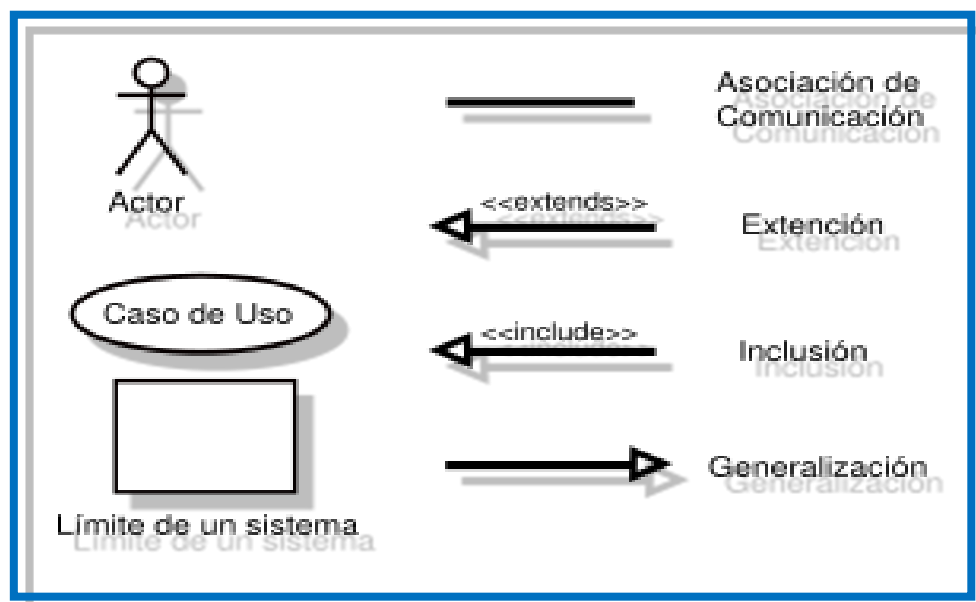 Actor
Caso de Uso
Límite de un sistema
Asociación de
Comunicación
<<extends>>
Extención
<<include>>
Inclusión
Generalización